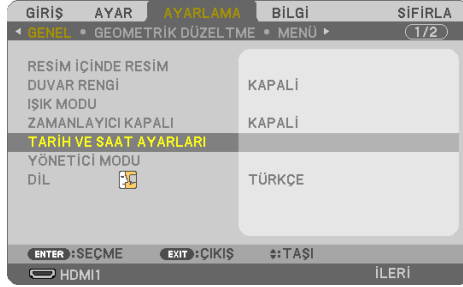 GİRİŞ AYAR AYARLAMA BİLGİ SIFIRLA
GENEL • GEOMETRİK DÜZELTME • MENÜ 1/2
RESİM İÇİNDE RESİM
DUVAR RENGİ KAPALİ
IŞIK MODU
ZAMANLAYICI KAPALI KAPALİ
TARİH VE SAAT AYARLARI
YÖNETİCİ MODU
DİL TÜRKÇE
ENTER :SEÇME EXIT :ÇIKIŞ :TAŞI
HDMI1 İLERİ